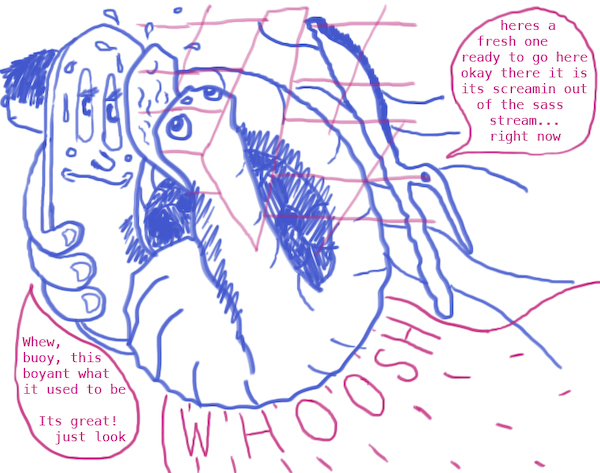 heres a
fresh one
ready to go here
okay there it is
its screamin out
of the sass
stream...
right now
Whew,
buoy, this
boyant what
it used to be
Its great!
just look
WHOOSH